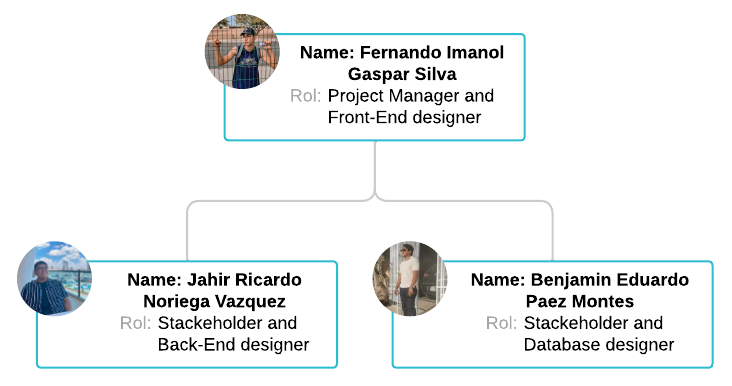 Name: Fernando Imanol
Gaspar Silva
Rol: Project Manager and
Front-End designer
Name: Jahir Ricardo
Noriega Vazquez
Rol: Stackeholder and
Back-End designer
Name: Benjamin Eduardo
Paez Montes
Rol: Stackeholder and
Database designer